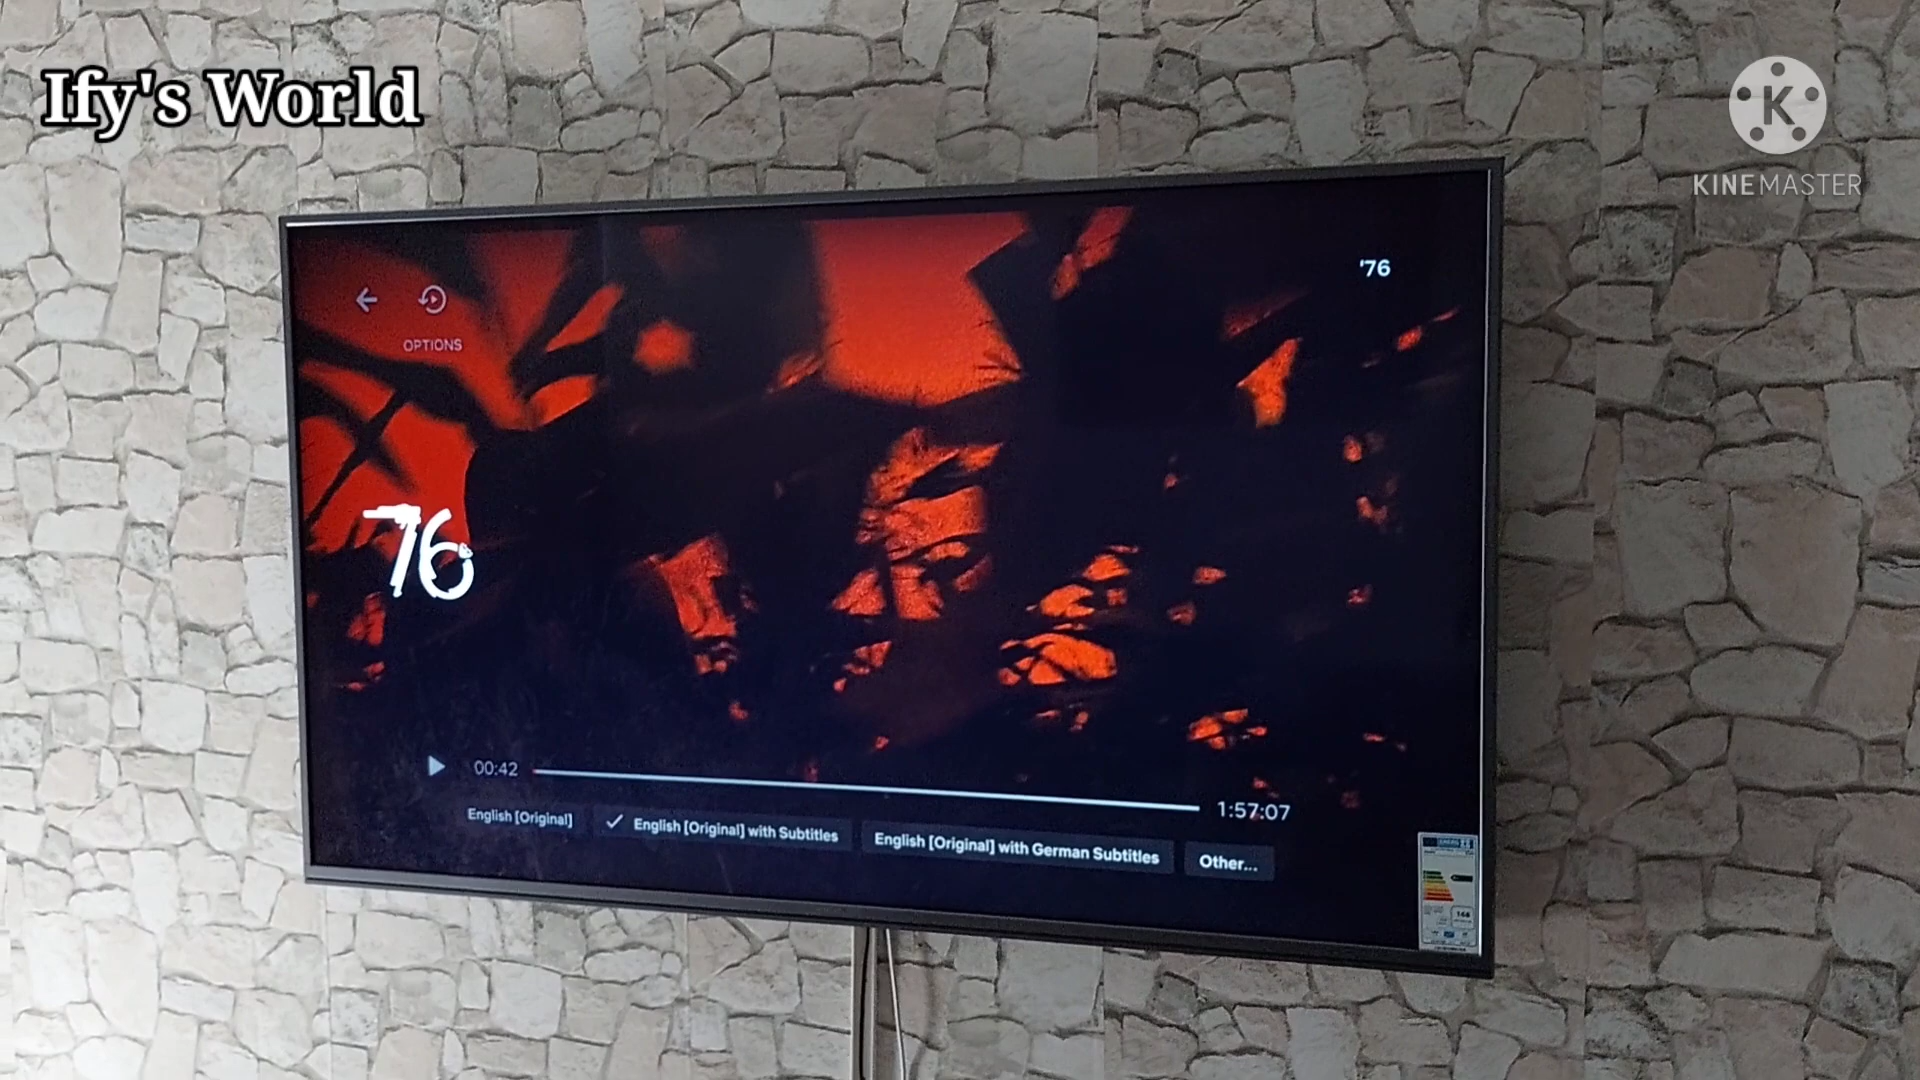 Ify's World
KINEMASTER
'76
OPTIONS
76
00:42
1:57:07
English [Original]
English [Original] with Subtitles
English [Original] with German Subtitles
Other...
168